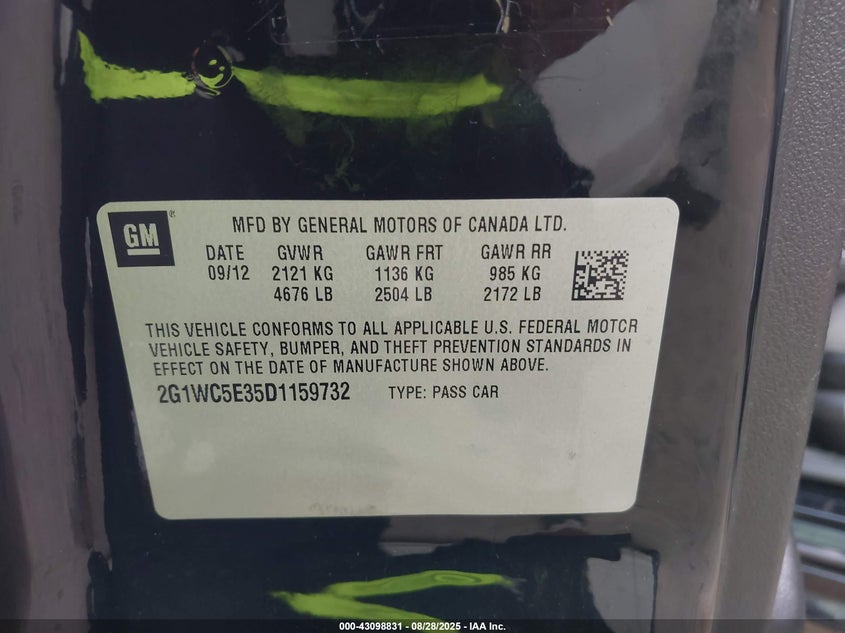 GM ®
MFD BY GENERAL MOTORS OF CANADA LTD.
DATE GVWR GAWR FRT GAWR RR
09/12 2121 KG 1136 KG 985 KG
4676 LB 2504 LB 2172 LB
THIS VEHICLE CONFORMS TO ALL APPLICABLE U.S. FEDERAL MOTOR
VEHICLE SAFETY, BUMPER, AND THEFT PREVENTION STANDARDS IN
EFFECT ON THE DATE OF MANUFACTURE SHOWN ABOVE.
2G1WC5E35D1159732 TYPE: PASS CAR
000-43098831 - 08/28/2025 - IAA Inc.